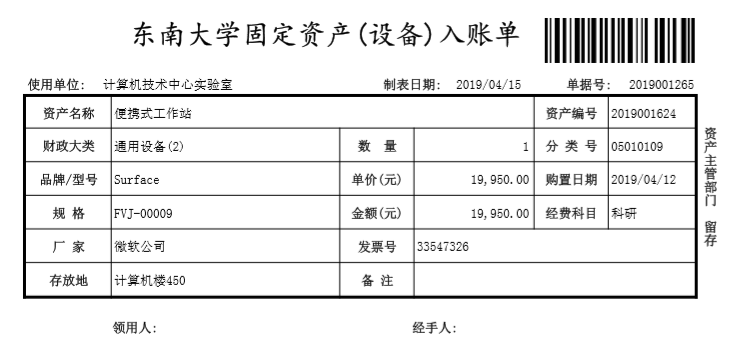 东南大学固定资产(设备)入账单
使用单位: 计算机技术中心实验室 制表日期: 2019/04/15 单据号: 2019001265
资产名称 便携式工作站 资产编号 2019001624
财政大类 通用设备(2) 数 量 1 分 类 号 05010109
品牌/型号 Surface 单价(元) 19,950.00 购置日期 2019/04/12
规 格 FVJ-00009 金额(元) 19,950.00 经费科目 科研
厂 家 微软公司 发票号 33547326
存放地 计算机楼450 备 注
资产主管部门 留存
领用人: 经手人: